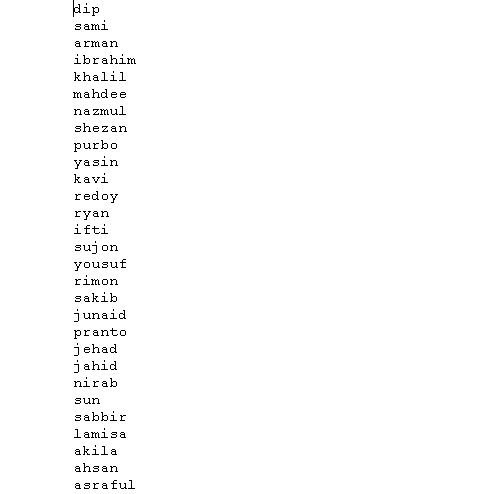 dip
sami
arman
ibrahim
khalil
mahdee
nazmul
shezan
purbo
yasin
kavi
redoy
ryan
ifti
sujon
yousuf
rimon
sakib
junaid
pranto
jehad
jahid
nirab
sun
sabbir
lamisa
akila
ahsan
asraful